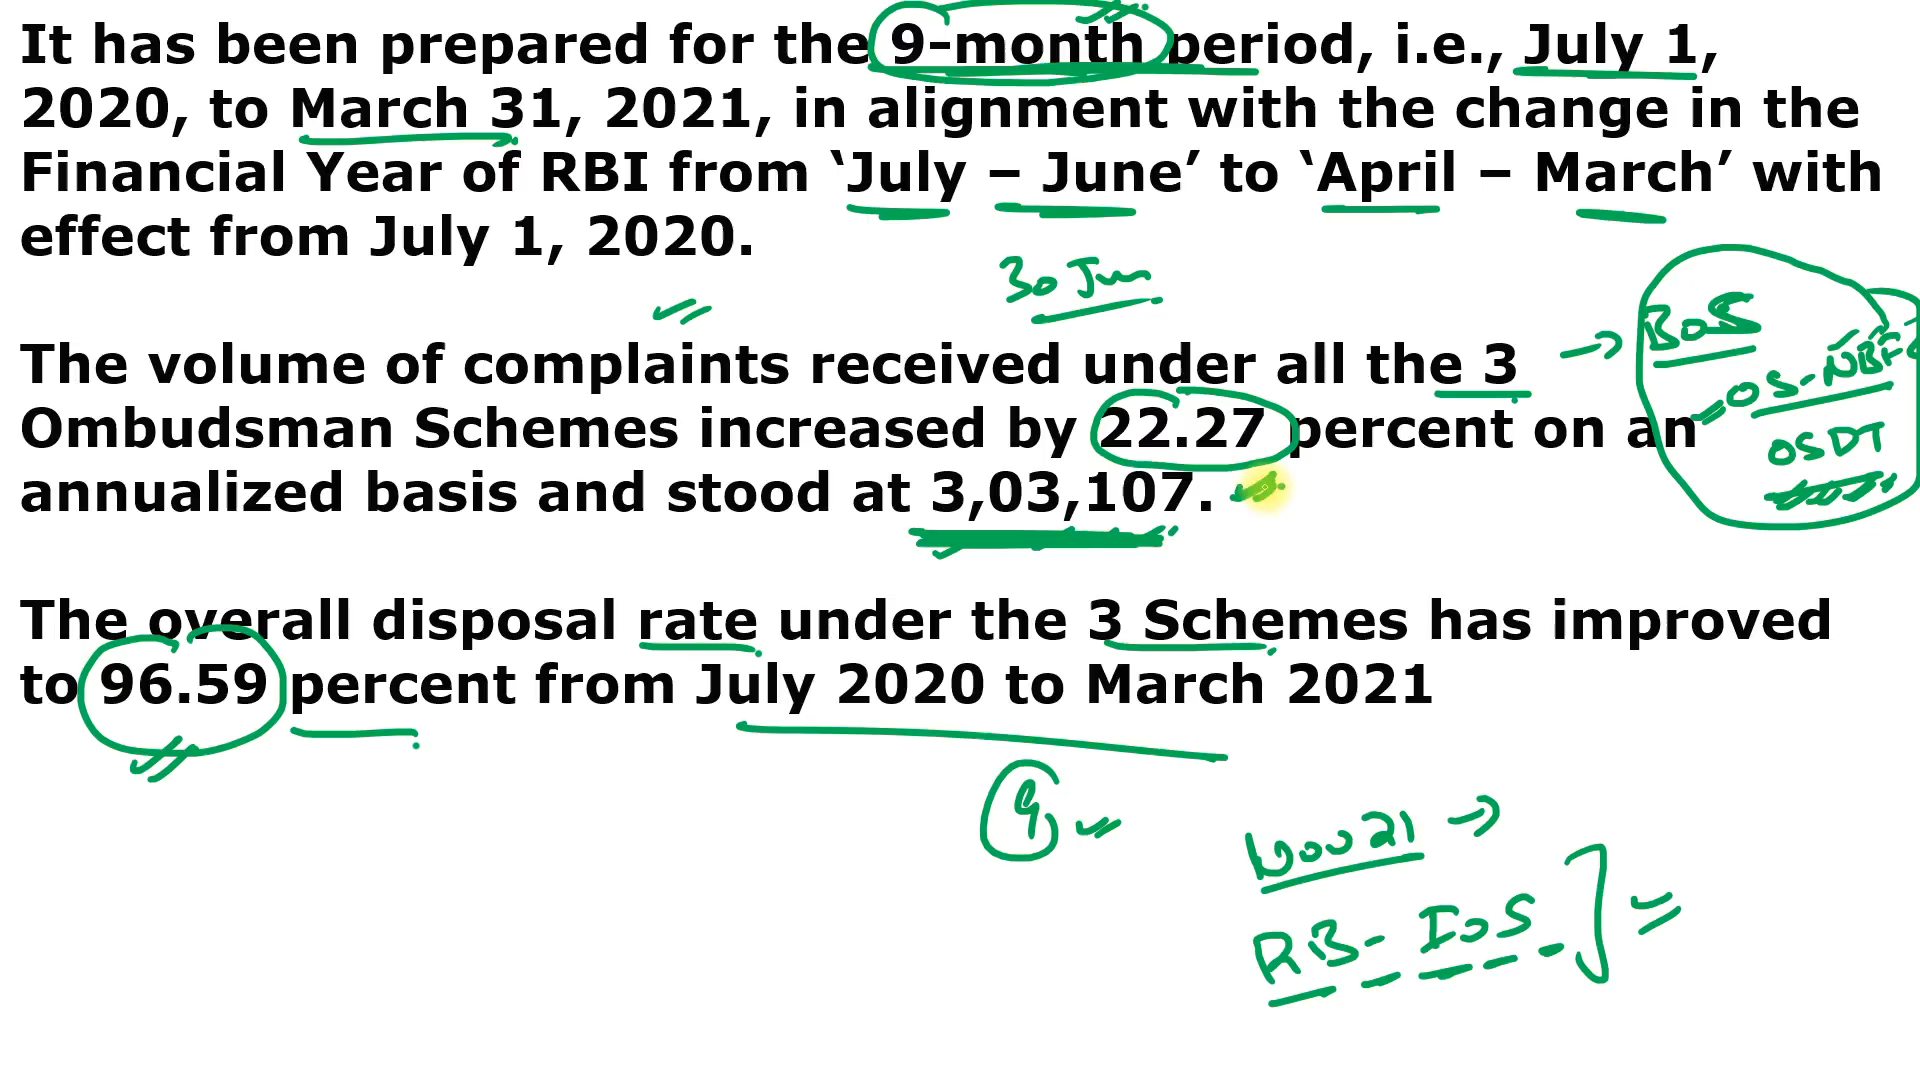 It has been prepared for the 9-month period, i.e., July 1,
2020, to March 31, 2021, in alignment with the change in the
Financial Year of RBI from ‘July – June’ to ‘April – March’ with
effect from July 1, 2020.
30 Jun
The volume of complaints received under all the 3
BOS
Ombudsman Schemes increased by 22.27 percent on an
OS-NBFC
annualized basis and stood at 3,03,107.
OSDT
The overall disposal rate under the 3 Schemes has improved
to 96.59 percent from July 2020 to March 2021
9
Nov 21
RB-IOS